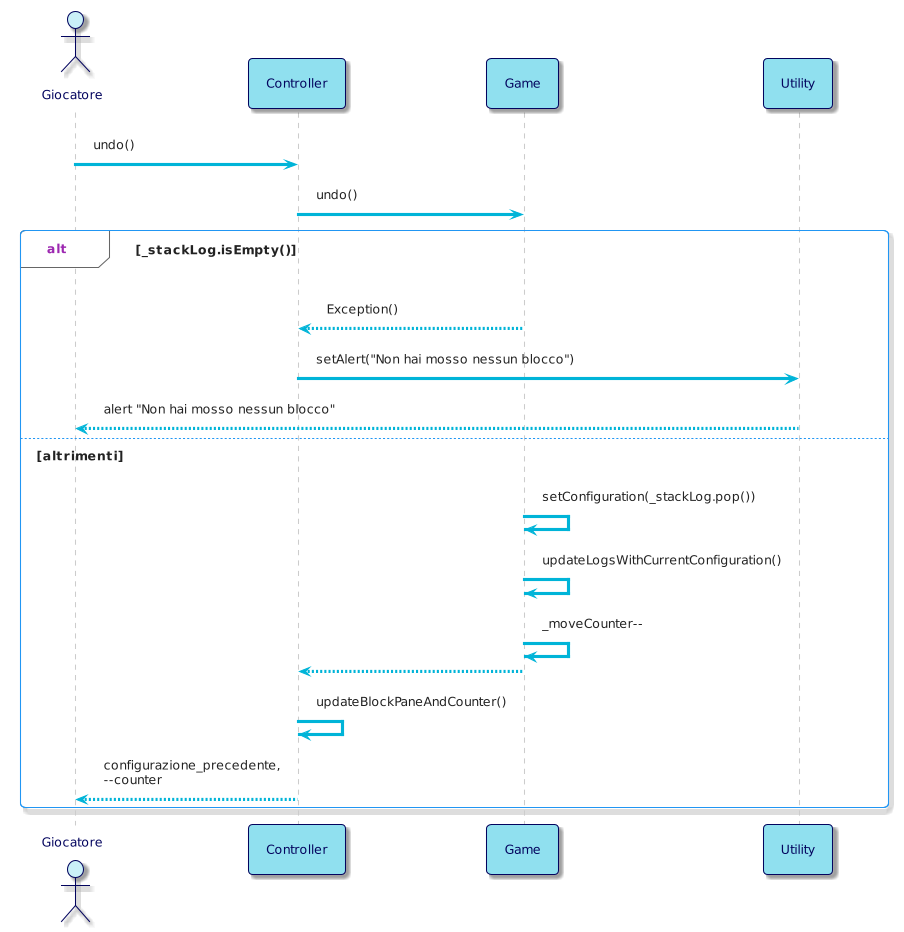 Giocatore
Controller
Game
Utility
undo()
undo()
alt
[_stackLog.isEmpty()]
Exception()
setAlert("Non hai mosso nessun blocco")
alert "Non hai mosso nessun blocco"
[altrimenti]
setConfiguration(_stackLog.pop())
updateLogsWithCurrentConfiguration()
_moveCounter--
updateBlockPaneAndCounter()
configurazione_precedente,
--counter
Giocatore
Controller
Game
Utility